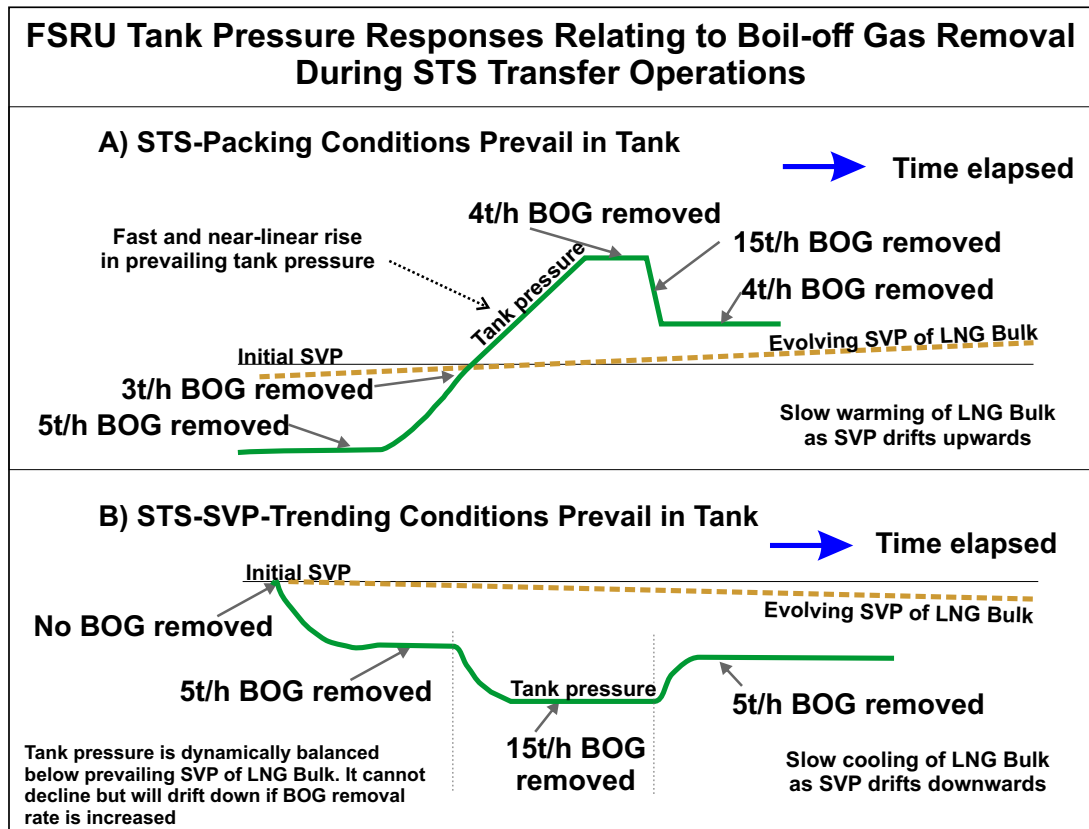 FSRU Tank Pressure Responses Relating to Boil-off Gas Removal
During STS Transfer Operations
A) STS-Packing Conditions Prevail in Tank
Time elapsed
4t/h BOG removed
Fast and near-linear rise
in prevailing tank pressure
15t/h BOG removed
Tank pressure
4t/h BOG removed
Initial SVP
Evolving SVP of LNG Bulk
3t/h BOG removed
5t/h BOG removed
Slow warming of LNG Bulk
as SVP drifts upwards
B) STS-SVP-Trending Conditions Prevail in Tank
Time elapsed
Initial SVP
Evolving SVP of LNG Bulk
No BOG removed
5t/h BOG removed
Tank pressure
5t/h BOG removed
15t/h BOG
removed
Tank pressure is dynamically balanced
below prevailing SVP of LNG Bulk. It cannot
decline but will drift down if BOG removal
rate is increased
Slow cooling of LNG Bulk
as SVP drifts downwards